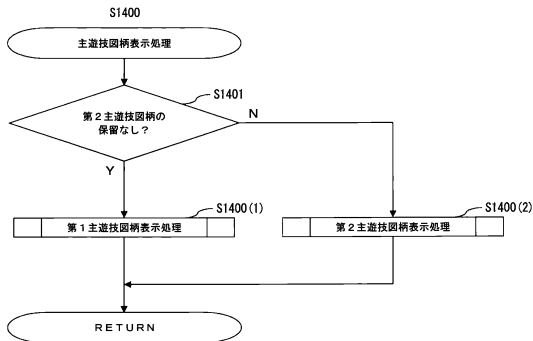 S1400
主遊技図柄表示処理
S1401
第2主遊技図柄の
保留なし?
N
Y
S1400(1)
第1主遊技図柄表示処理
S1400(2)
第2主遊技図柄表示処理
RETURN